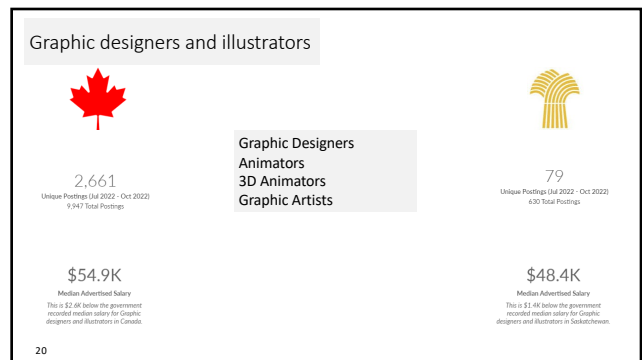 Graphic designers and illustrators
2,661
Unique Postings (Jul 2022 - Oct 2022)
9,947 Total Postings
$54.9K
Median Advertised Salary
This is $2.6K below the government
recorded median salary for Graphic
designers and illustrators in Canada.
Graphic Designers
Animators
3D Animators
Graphic Artists
79
Unique Postings (Jul 2022 - Oct 2022)
630 Total Postings
$48.4K
Median Advertised Salary
This is $1.4K below the government
recorded median salary for Graphic
designers and illustrators in Saskatchewan.
20